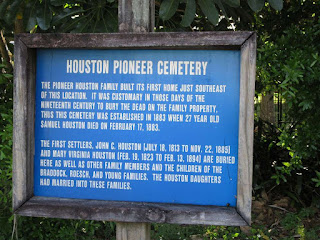 HOUSTON PIONEER CEMETERY
THE PIONEER HOUSTON FAMILY BUILT ITS FIRST HOME JUST SOUTHEAST
OF THIS LOCATION. IT WAS CUSTOMARY IN THOSE DAYS OF THE
NINETEENTH CENTURY TO BURY THE DEAD ON THE FAMILY PROPERTY.
THUS THIS CEMETERY WAS ESTABLISHED IN 1883 WHEN 27 YEAR OLD
SAMUEL HOUSTON DIED ON FEBRUARY 17, 1883.
THE FIRST SETTLERS, JOHN C. HOUSTON (JULY 18, 1813 TO NOV. 22, 1885)
AND MARY VIRGINIA HOUSTON (FEB. 19, 1823 TO FEB. 13, 1894) ARE BURIED
HERE AS WELL AS OTHER FAMILY MEMBERS AND THE CHILDREN OF THE
BRADDOCK, ROESCH, AND YOUNG FAMILIES. THE HOUSTON DAUGHTERS
HAD MARRIED INTO THESE FAMILIES.